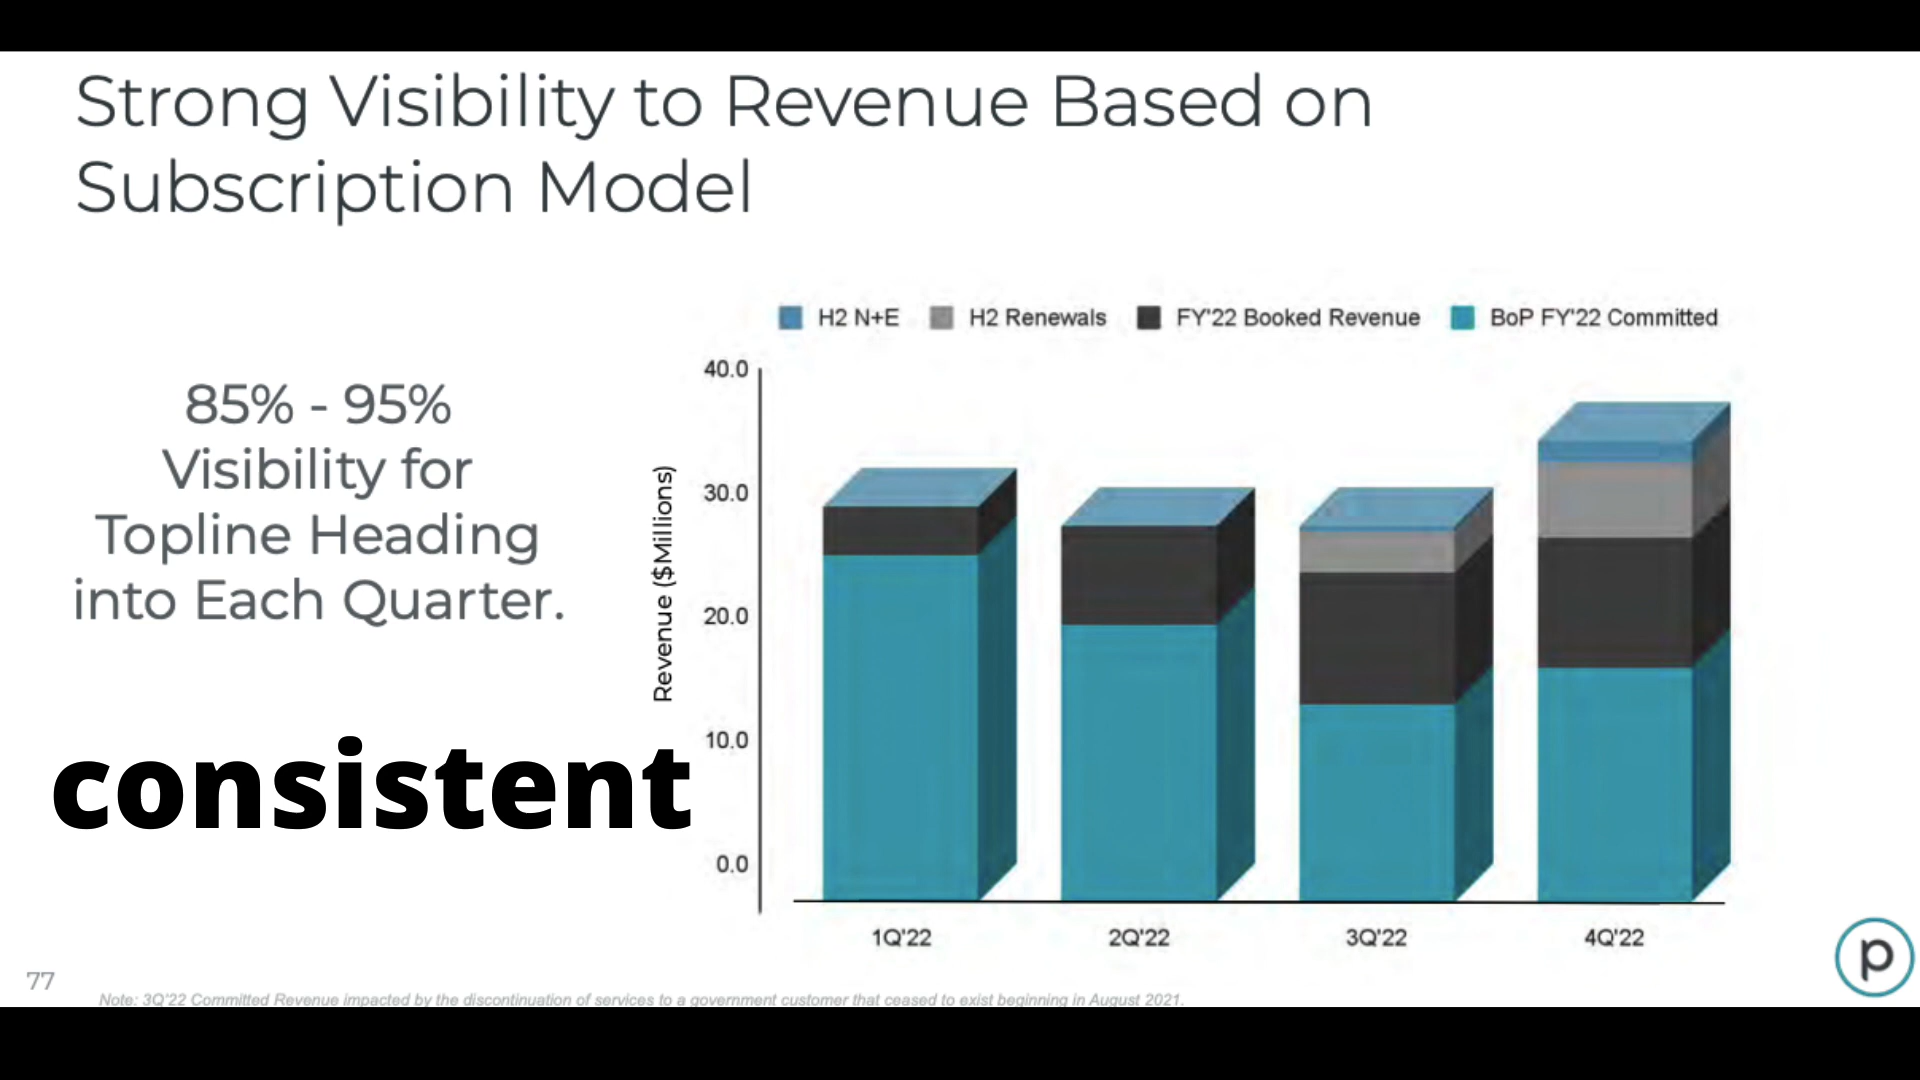 Strong Visibility to Revenue Based on
Subscription Model
H2 N+E H2 Renewals FY'22 Booked Revenue BoP FY'22 Committed
85% - 95%
Visibility for
Topline Heading
into Each Quarter.
consistent
Revenue ($Millions)
40.0
30.0
20.0
10.0
0.0
1Q'22 2Q'22 3Q'22 4Q'22
p
77
Note: 3Q'22 Committed Revenue impacted by the discontinuation of services to a government customer that ceased to exist beginning in August 2021.